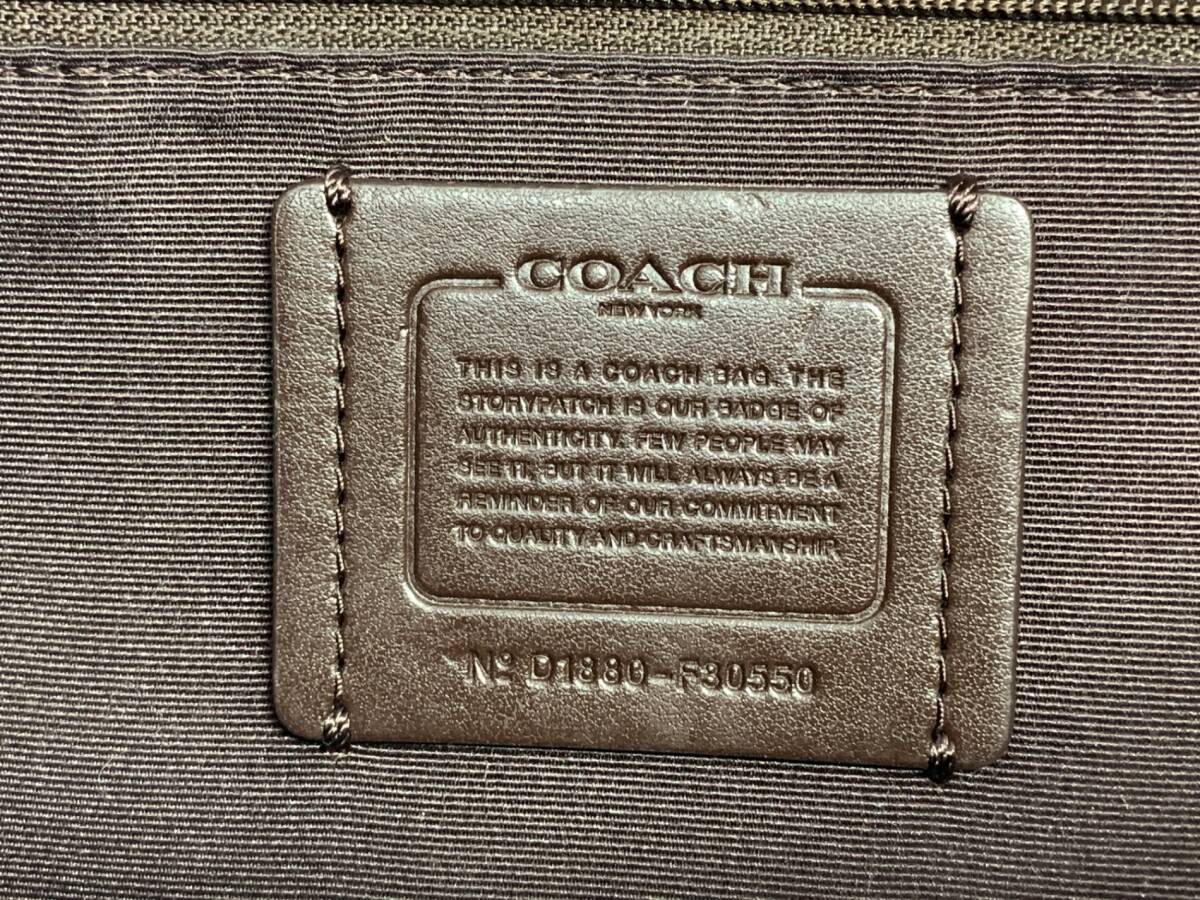 COACH
NEW YORK
THIS IS A COACH BAG. THE
STORYPATCH IS OUR BADGE OF
AUTHENTICITY. FEW PEOPLE MAY
SEE IT, BUT IT WILL ALWAYS BE A
REMINDER OF OUR COMMITMENT
TO QUALITY AND CRAFTSMANSHIP.
Nº D1880-F30550